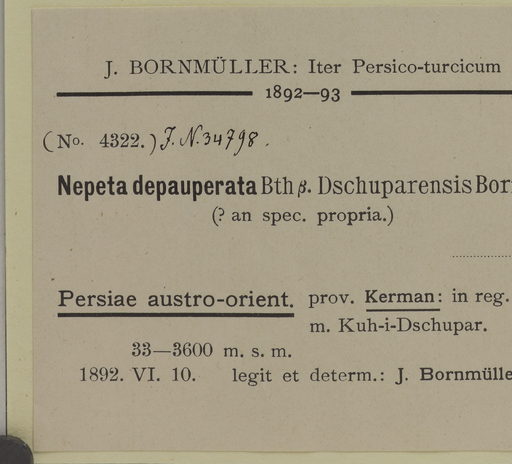 J. BORNMÜLLER: Iter Persico-turcicum
1892—93
(No. 4322.) J. N. 34798.
Nepeta depauperata Bth β. Dschuparensis Bor
(? an spec. propria.)
Persiae austro-orient. prov. Kerman: in reg.
m. Kuh-i-Dschupar.
33—3600 m. s. m.
1892. VI. 10. legit et determ.: J. Bornmülle